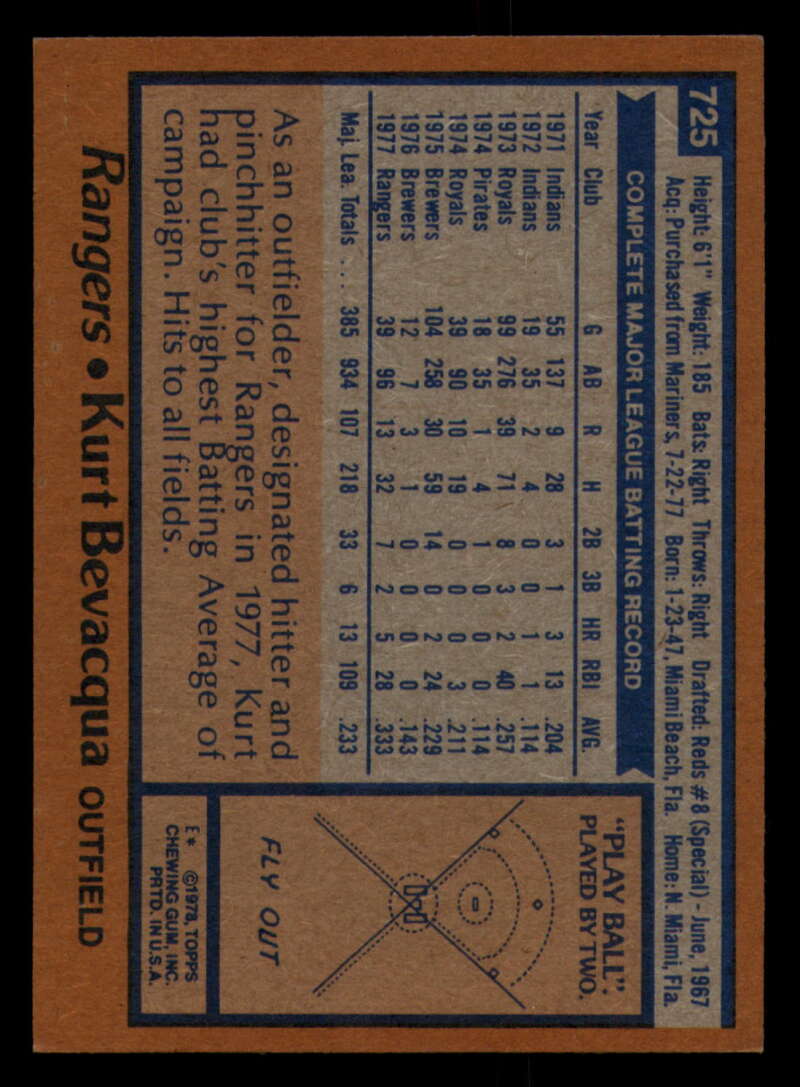 725
Height: 6'1" Weight: 185 Bats: Right Throws: Right Drafted: Reds #8 (Special) - June, 1967
Acq: Purchased from Mariners, 7-22-77 Born: 1-23-47, Miami Beach, Fla. Home: N. Miami, Fla.
COMPLETE MAJOR LEAGUE BATTING RECORD
Year Club G AB R H 2B 3B HR RBI AVG.
1971 Indians 55 137 9 28 3 1 3 13 .204
1972 Indians 19 35 2 4 0 0 1 1 .114
1973 Royals 99 276 39 71 8 3 2 40 .257
1974 Pirates 18 35 1 4 1 0 0 0 .114
1974 Royals 39 90 10 19 0 0 0 3 .211
1975 Brewers 104 258 30 59 14 0 2 24 .229
1976 Brewers 12 7 3 1 0 0 0 0 .143
1977 Rangers 39 96 13 32 7 2 5 28 .333
Maj. Lea. Totals ... 385 934 107 218 33 6 13 109 .233
As an outfielder, designated hitter and
pinchhitter for Rangers in 1977, Kurt
had club's highest Batting Average of
campaign. Hits to all fields.
"PLAY BALL":
PLAYED BY TWO.
FLY OUT
E* ©1978, TOPPS
CHEWING GUM, INC.
PRTD. IN U.S.A.
Rangers • Kurt Bevacqua OUTFIELD